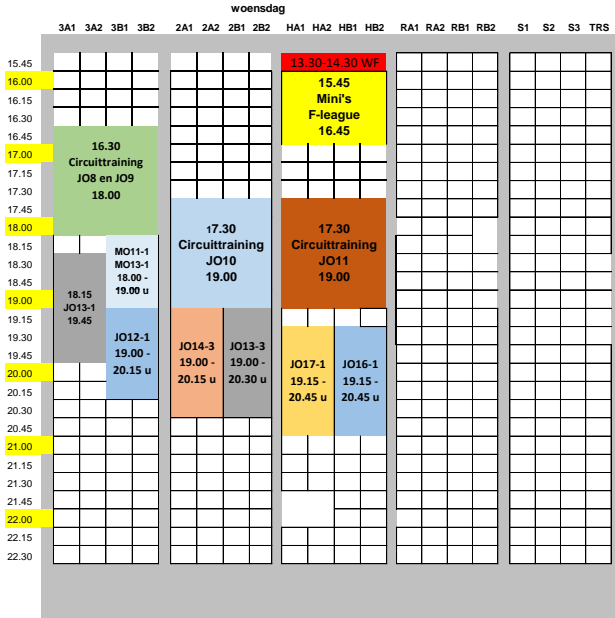 woensdag
3A1 3A2 3B1 3B2 2A1 2A2 2B1 2B2 HA1 HA2 HB1 HB2 RA1 RA2 RB1 RB2 S1 S2 S3 TRS
15.45
16.00
16.15
16.30
16.45
17.00
17.15
17.30
17.45
18.00
18.15
18.30
18.45
19.00
19.15
19.30
19.45
20.00
20.15
20.30
20.45
21.00
21.15
21.30
21.45
22.00
22.15
22.30
16.30
Circuittraining
JO8 en JO9
18.00
MO11-1
MO13-1
18.00 -
19.00 u
18.15
JO13-1
19.45
JO12-1
19.00 -
20.15 u
17.30
Circuittraining
JO10
19.00
JO14-3
19.00 -
20.15 u
JO13-3
19.00 -
20.30 u
13.30-14.30 WF
15.45
Mini's
F-league
16.45
17.30
Circuittraining
JO11
19.00
JO17-1
19.15 -
20.45 u
JO16-1
19.15 -
20.45 u